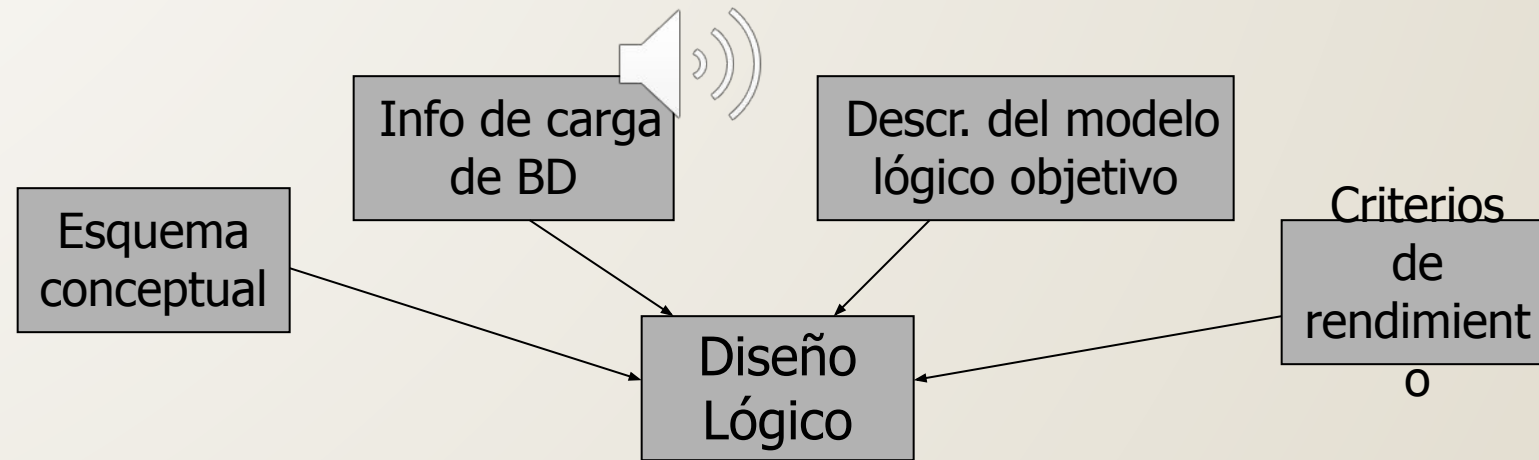 Info de carga
de BD
Descr. del modelo
lógico objetivo
Esquema
conceptual
Criterios
de
rendimient
o
Diseño
Lógico